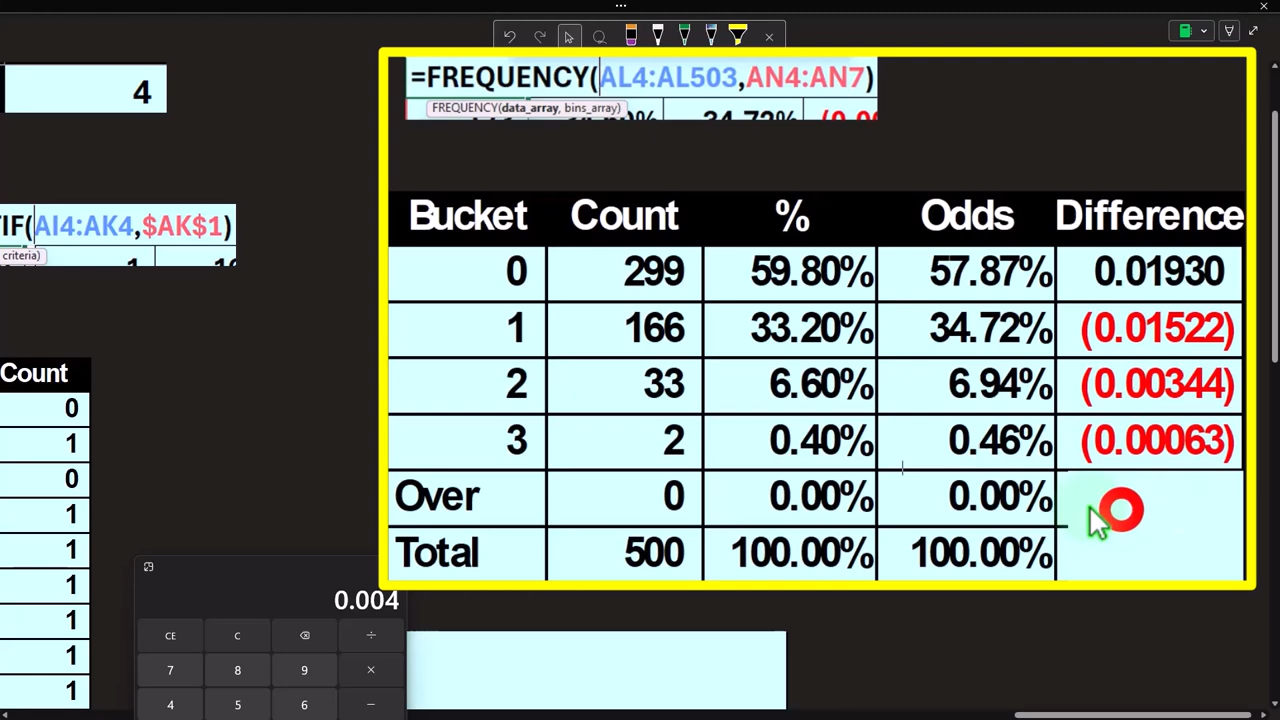 4
=FREQUENCY(AL4:AL503,AN4:AN7)
FREQUENCY(data_array, bins_array)
TIF(AI4:AK4,$AK$1)
criteria)
Bucket Count % Odds Difference
0 299 59.80% 57.87% 0.01930
1 166 33.20% 34.72% (0.01522)
2 33 6.60% 6.94% (0.00344)
3 2 0.40% 0.46% (0.00063)
Over 0 0.00% 0.00%
Total 500 100.00% 100.00%
Count
0
1
0
1
1
1
1
1
1
0.004
CE C ÷
7 8 9 ×
4 5 6 −